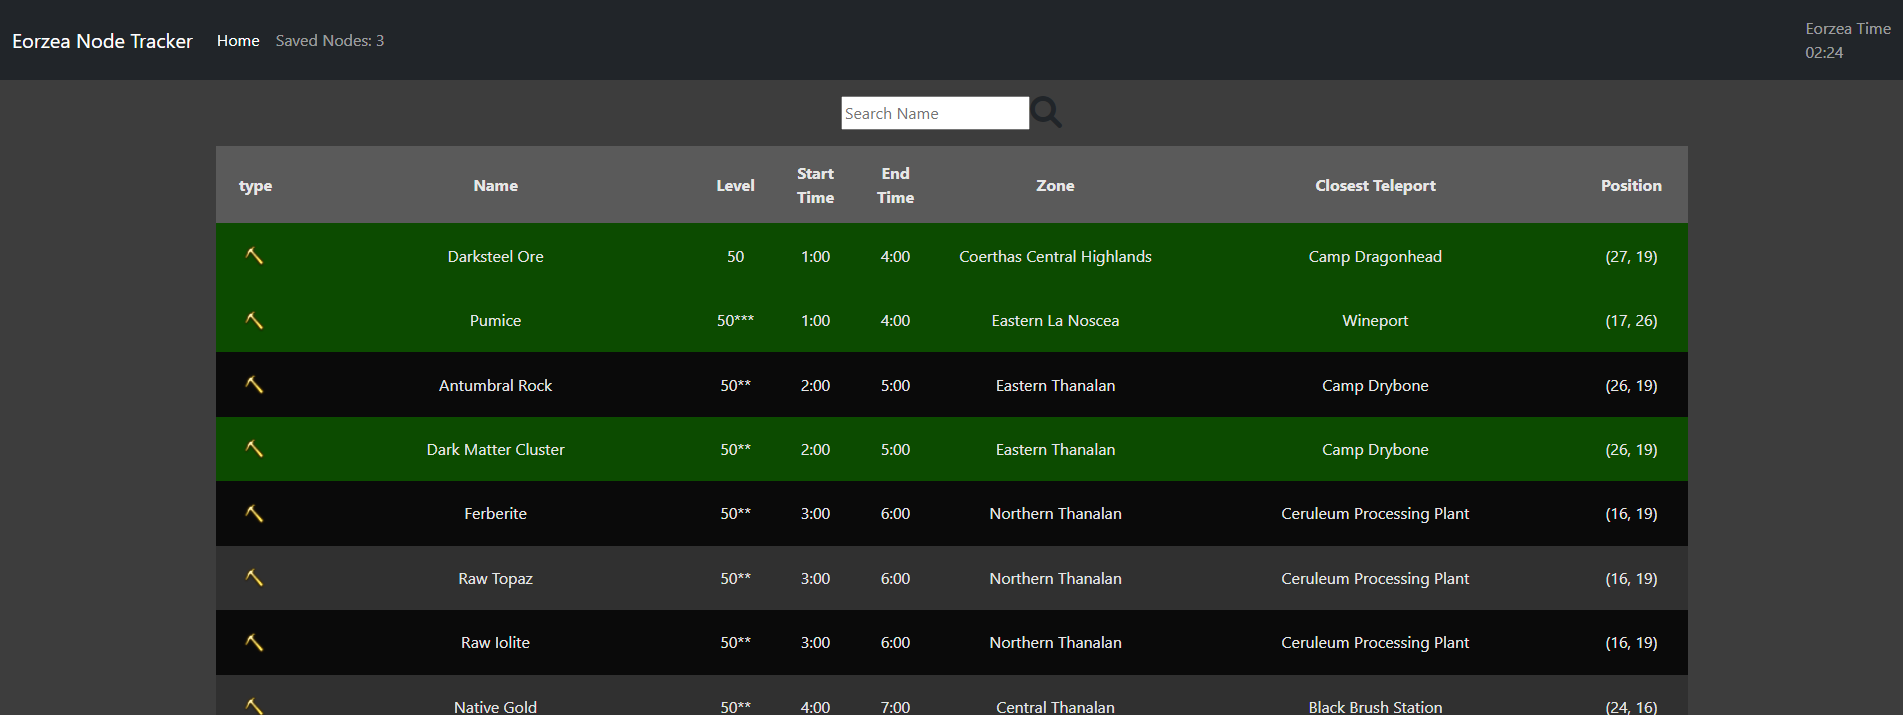 Eorzea Node Tracker Home Saved Nodes: 3 Eorzea Time
02:24
Search Name
type Name Level Start Time End Time Zone Closest Teleport Position
Darksteel Ore 50 1:00 4:00 Coerthas Central Highlands Camp Dragonhead (27, 19)
Pumice 50*** 1:00 4:00 Eastern La Noscea Wineport (17, 26)
Antumbral Rock 50** 2:00 5:00 Eastern Thanalan Camp Drybone (26, 19)
Dark Matter Cluster 50** 2:00 5:00 Eastern Thanalan Camp Drybone (26, 19)
Ferberite 50** 3:00 6:00 Northern Thanalan Ceruleum Processing Plant (16, 19)
Raw Topaz 50** 3:00 6:00 Northern Thanalan Ceruleum Processing Plant (16, 19)
Raw Iolite 50** 3:00 6:00 Northern Thanalan Ceruleum Processing Plant (16, 19)
Native Gold 50** 4:00 7:00 Central Thanalan Black Brush Station (24, 16)